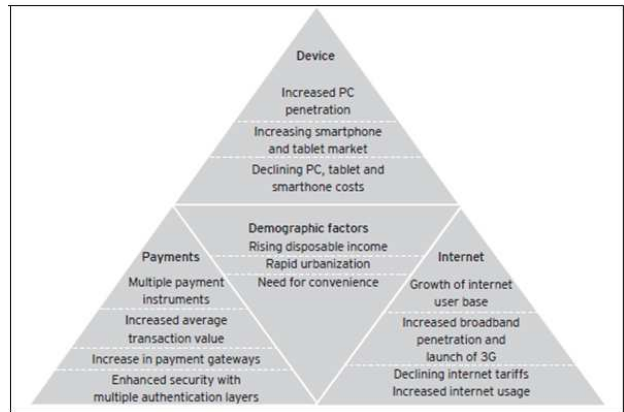 Device
Increased PC
penetration
Increasing smartphone
and tablet market
Declining PC, tablet and
smarthone costs
Demographic factors
Rising disposable income
Rapid urbanization
Need for convenience
Payments
Multiple payment
instruments
Increased average
transaction value
Increase in payment gateways
Enhanced security with
multiple authentication layers
Internet
Growth of internet
user base
Increased broadband
penetration and
launch of 3G
Declining internet tariffs
Increased internet usage